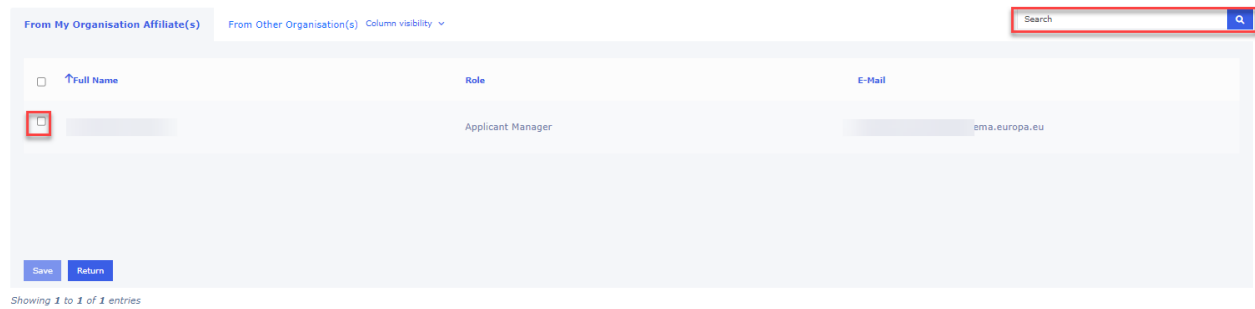 From My Organisation Affiliate(s) From Other Organisation(s) Column visibility Search
Full Name Role E-Mail
Applicant Manager ema.europa.eu
Save Return
Showing 1 to 1 of 1 entries